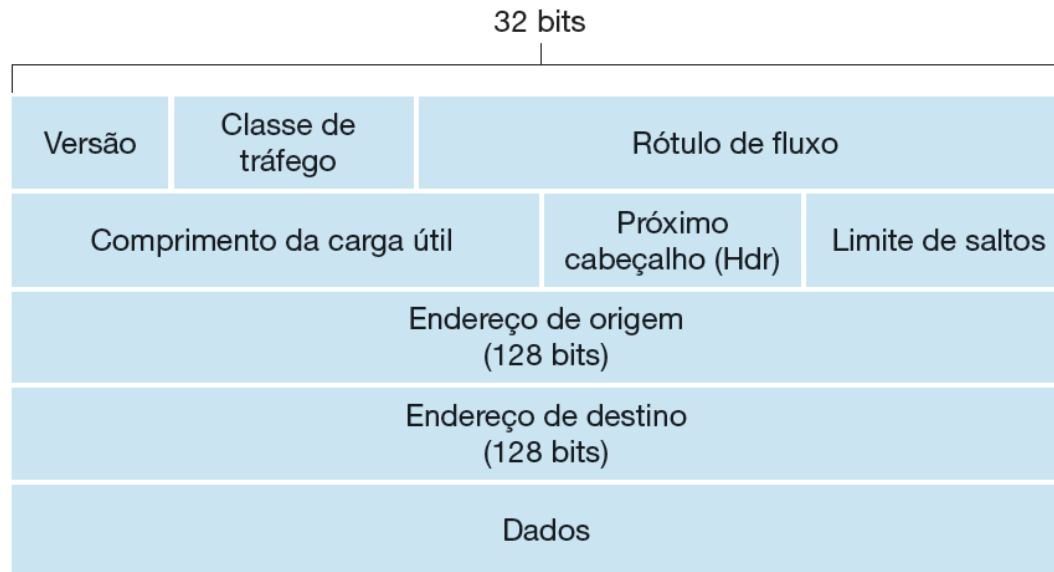 32 bits
Versão
Classe de
tráfego
Rótulo de fluxo
Comprimento da carga útil
Próximo
cabeçalho (Hdr)
Limite de saltos
Endereço de origem
(128 bits)
Endereço de destino
(128 bits)
Dados